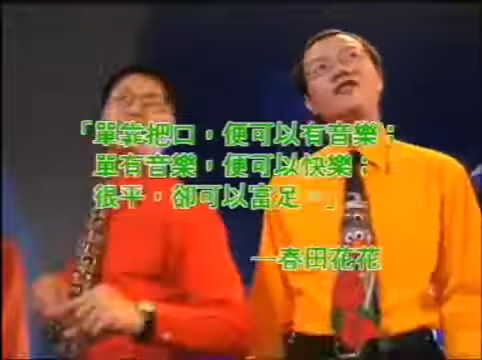 「單靠把口，便可以有音樂；
單有音樂，便可以快樂；
很平，卻可以富足。」
—春田花花